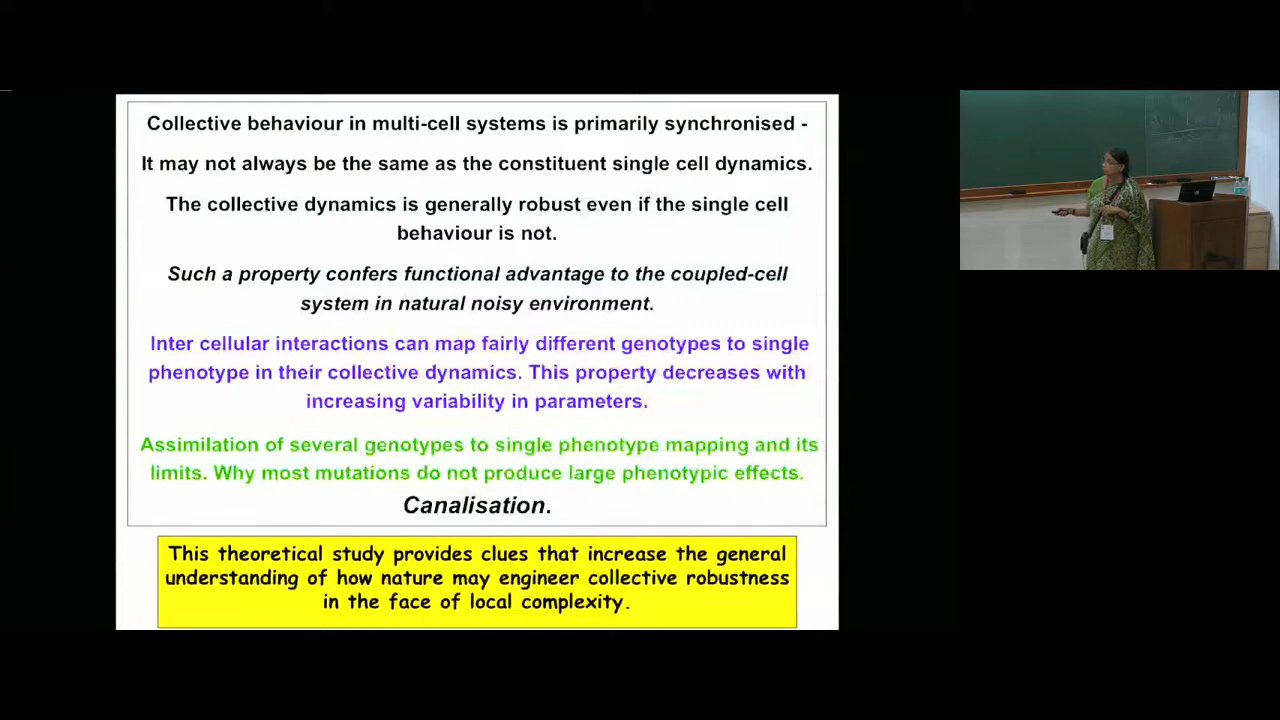 Collective behaviour in multi-cell systems is primarily synchronised -
It may not always be the same as the constituent single cell dynamics.
The collective dynamics is generally robust even if the single cell
behaviour is not.
Such a property confers functional advantage to the coupled-cell
system in natural noisy environment.
Inter cellular interactions can map fairly different genotypes to single
phenotype in their collective dynamics. This property decreases with
increasing variability in parameters.
Assimilation of several genotypes to single phenotype mapping and its
limits. Why most mutations do not produce large phenotypic effects.
Canalisation.
This theoretical study provides clues that increase the general
understanding of how nature may engineer collective robustness
in the face of local complexity.